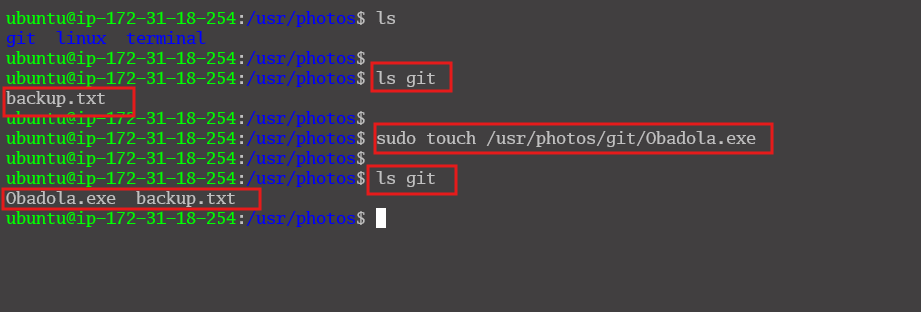 ubuntu@ip-172-31-18-254:/usr/photos$ ls
git  linux  terminal
ubuntu@ip-172-31-18-254:/usr/photos$
ubuntu@ip-172-31-18-254:/usr/photos$ ls git
backup.txt
ubuntu@ip-172-31-18-254:/usr/photos$
ubuntu@ip-172-31-18-254:/usr/photos$ sudo touch /usr/photos/git/Obadola.exe
ubuntu@ip-172-31-18-254:/usr/photos$
ubuntu@ip-172-31-18-254:/usr/photos$ ls git
Obadola.exe  backup.txt
ubuntu@ip-172-31-18-254:/usr/photos$